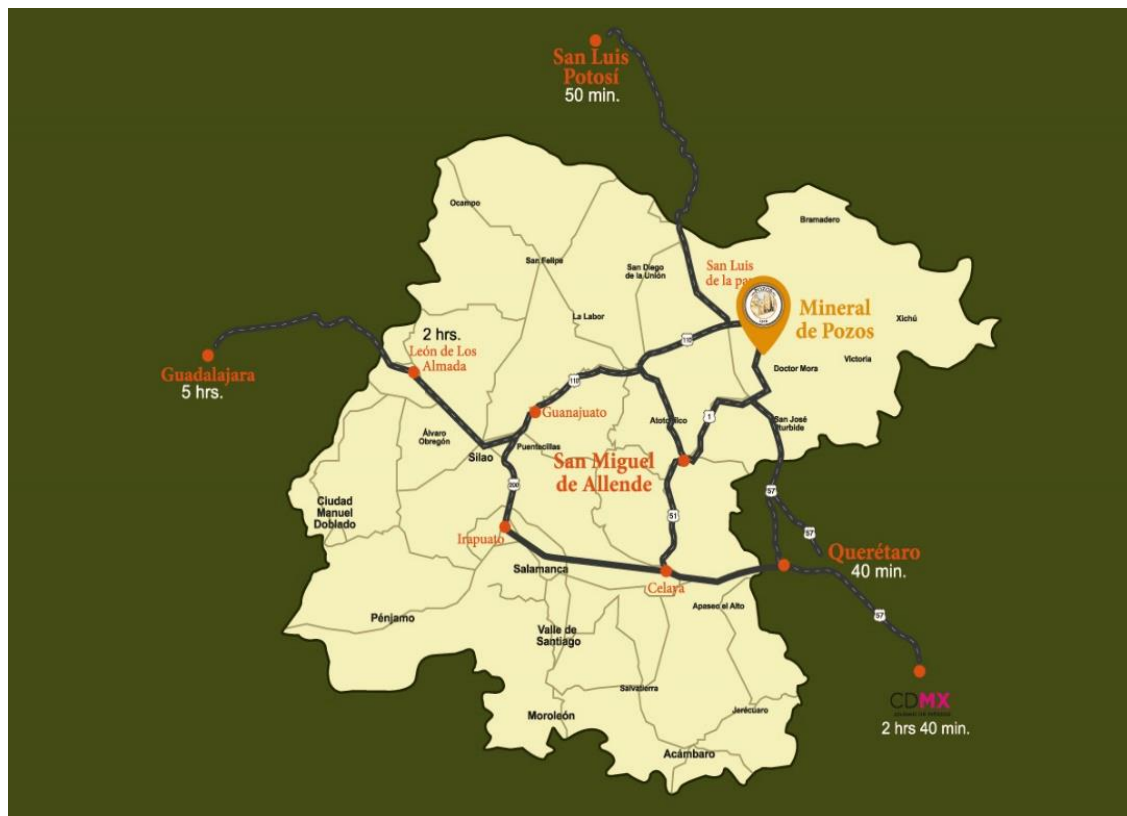 San Luis
Potosí
50 min.
Ocampo
Bramadero
San Felipe
San Diego
de la Unión
San Luis
de la pa
Mineral
de Pozos
Xichú
La Labor
2 hrs.
León de Los
Almada
Guadalajara
5 hrs.
110
110
Victoria
Doctor Mora
Guanajuato
1
San José
Iturbide
Álvaro
Obregón
Puentecillas
Silao
San Miguel
de Allende
57
Ciudad
Manuel
Doblado
51
57
Irapuato
Querétaro
40 min.
Salamanca
Celaya
Apaseo el Alto
Pénjamo
57
Valle de
Santiago
Salvatierra
CDMX
Jerécuaro
Moroleón
2 hrs 40 min.
Acámbaro